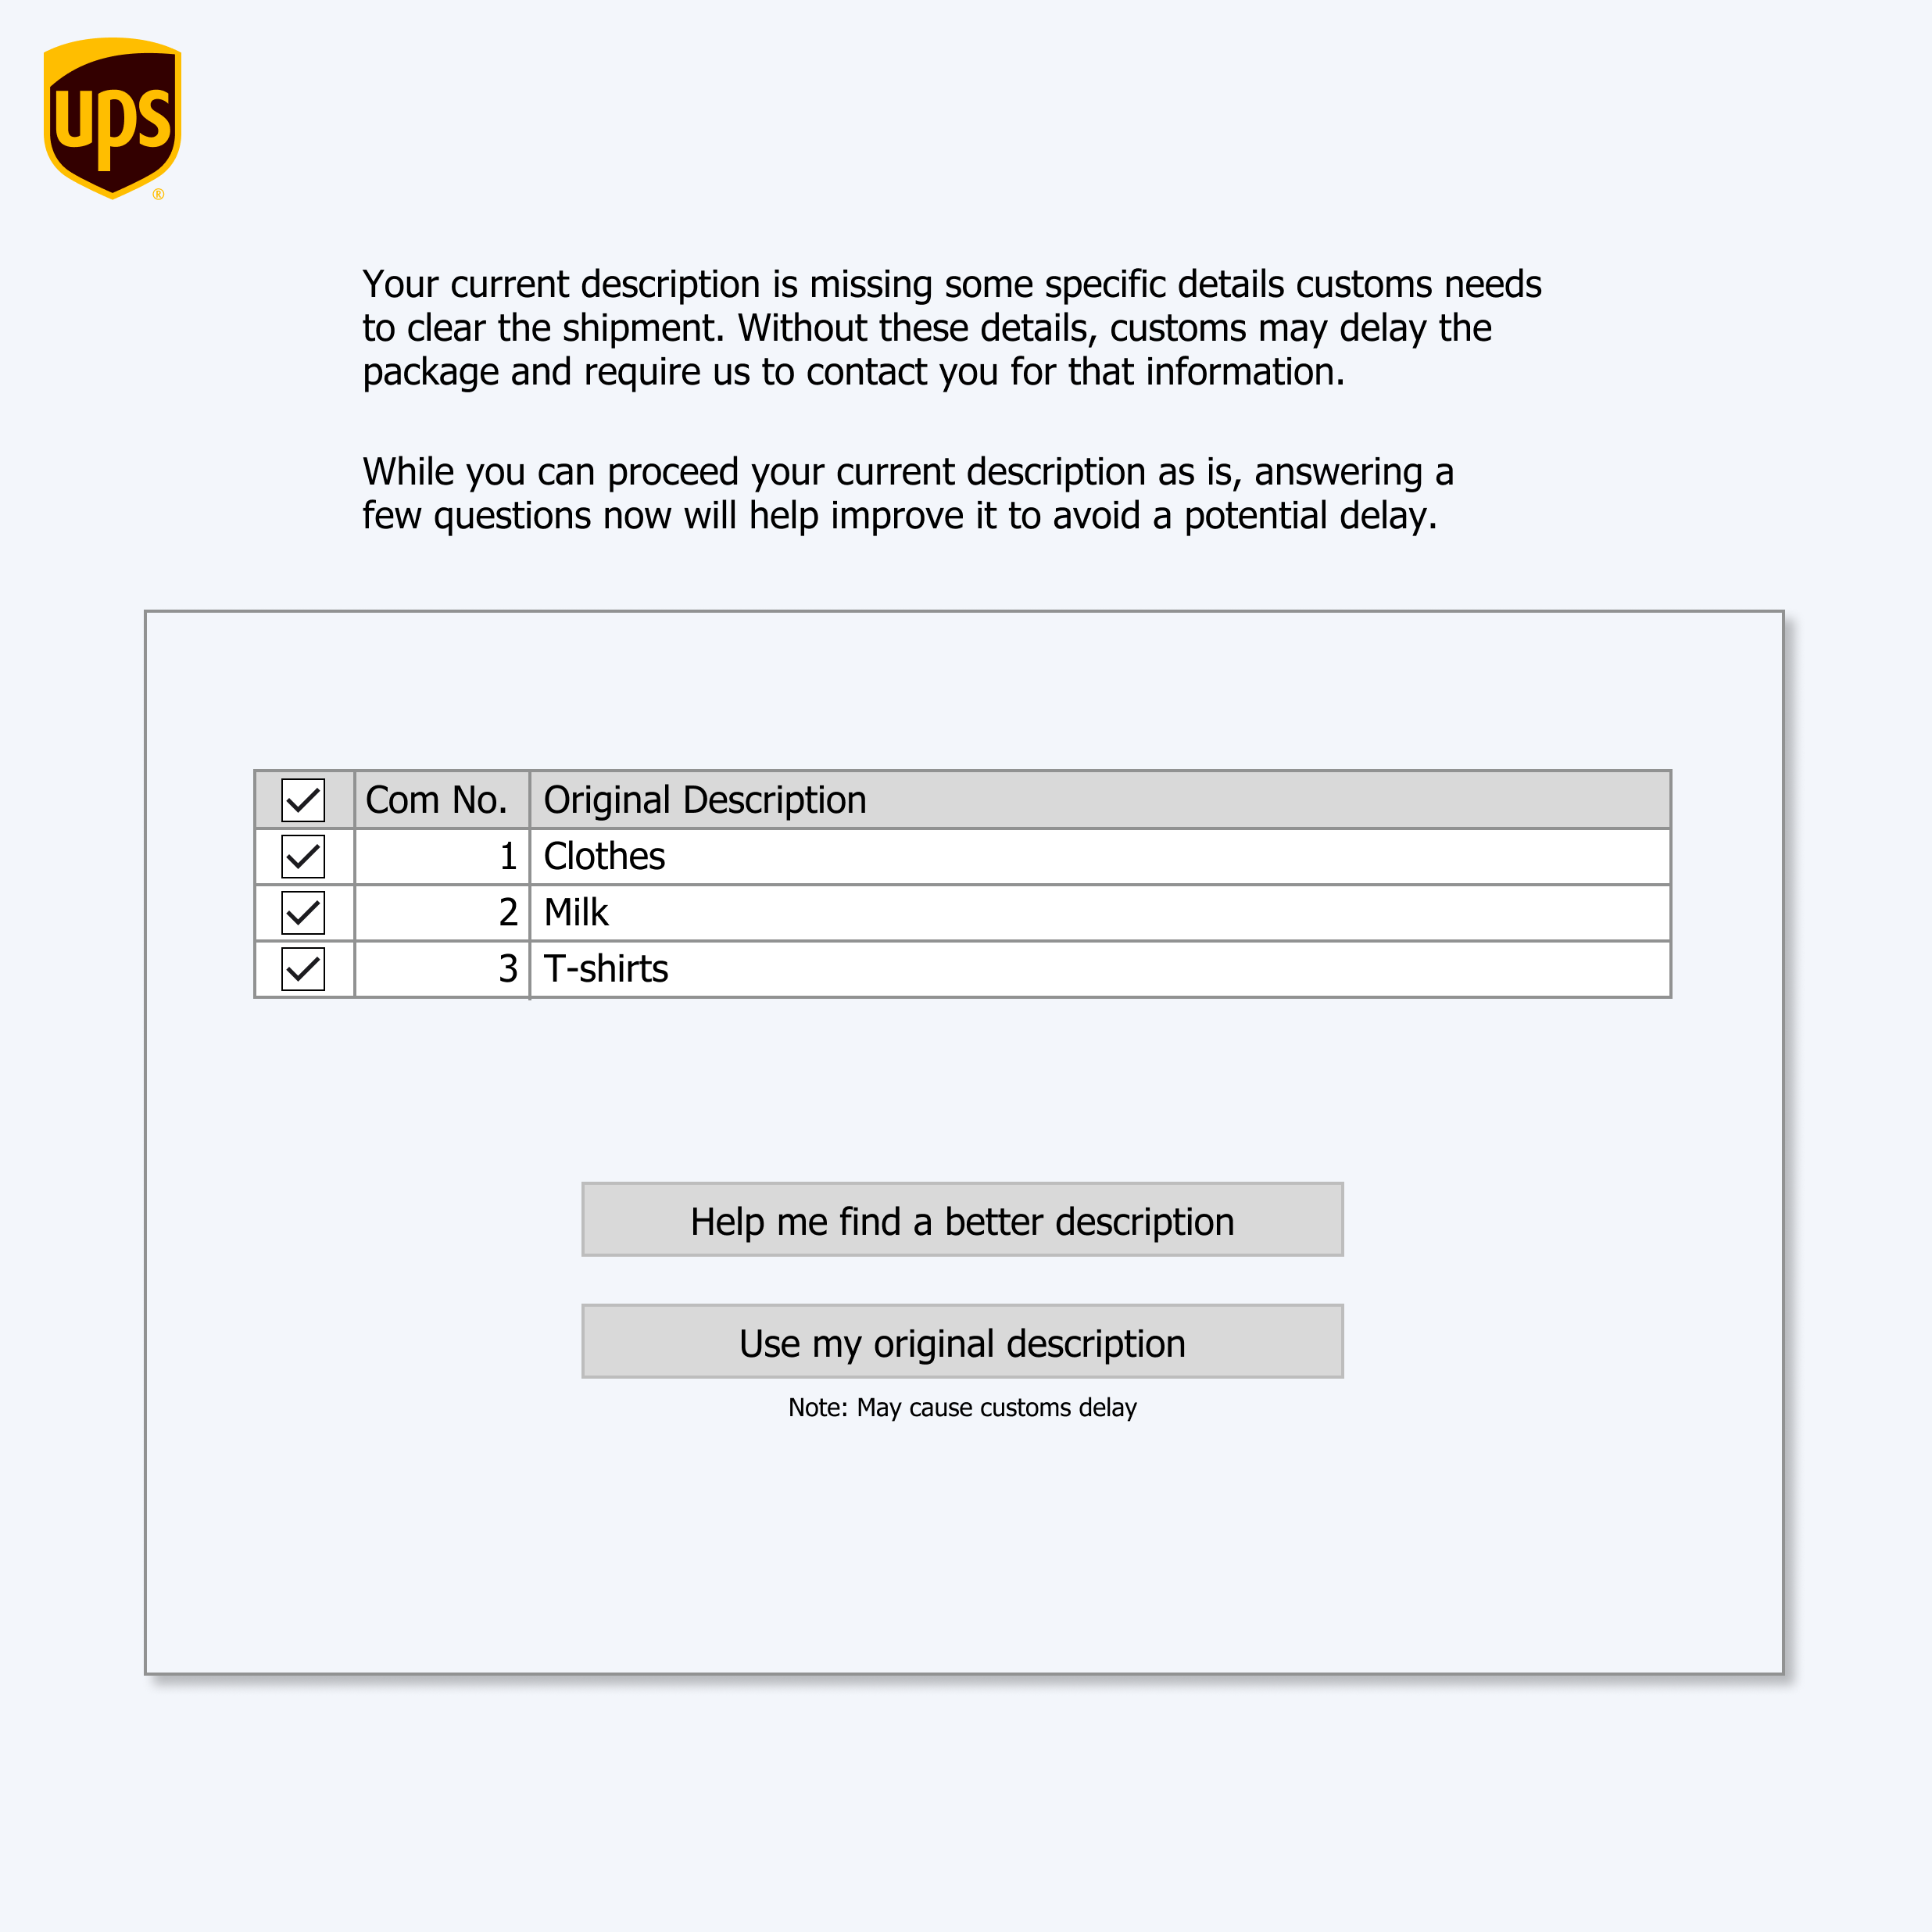 ups
®
Your current description is missing some specific details customs needs
to clear the shipment. Without these details, customs may delay the
package and require us to contact you for that information.
While you can proceed your current description as is, answering a
few questions now will help improve it to avoid a potential delay.
Com No. Original Description
1 Clothes
2 Milk
3 T-shirts
Help me find a better description
Use my original description
Note: May cause customs delay